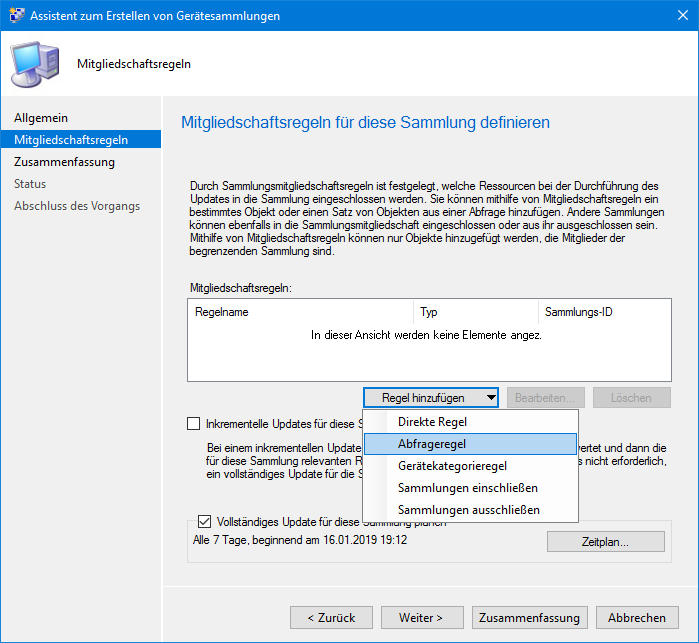 Assistent zum Erstellen von Gerätesammlungen
Mitgliedschaftsregeln
Allgemein
Mitgliedschaftsregeln
Zusammenfassung
Status
Abschluss des Vorgangs
Mitgliedschaftsregeln für diese Sammlung definieren
Durch Sammlungsmitgliedschaftsregeln ist festgelegt, welche Ressourcen bei der Durchführung des
Updates in die Sammlung eingeschlossen werden. Sie können mithilfe von Mitgliedschaftsregeln ein
bestimmtes Objekt oder einen Satz von Objekten aus einer Abfrage hinzufügen. Andere Sammlungen
können ebenfalls in die Sammlungsmitgliedschaft eingeschlossen oder aus ihr ausgeschlossen sein.
Mithilfe von Mitgliedschaftsregeln können nur Objekte hinzugefügt werden, die Mitglieder der
begrenzenden Sammlung sind.
Mitgliedschaftsregeln:
Regelname Typ Sammlungs-ID
In dieser Ansicht werden keine Elemente angez.
Regel hinzufügen Bearbeiten... Löschen
Direkte Regel
Abfrageregel
Gerätekategorieregel
Sammlungen einschließen
Sammlungen ausschließen
Inkrementelle Updates für diese
Bei einem inkrementellen Update wertet und dann die
für diese Sammlung relevanten s nicht erforderlich,
ein vollständiges Update für die
Vollständiges Update für diese Sammlung planen
Alle 7 Tage, beginnend am 16.01.2019 19:12
Zeitplan...
< Zurück Weiter > Zusammenfassung Abbrechen